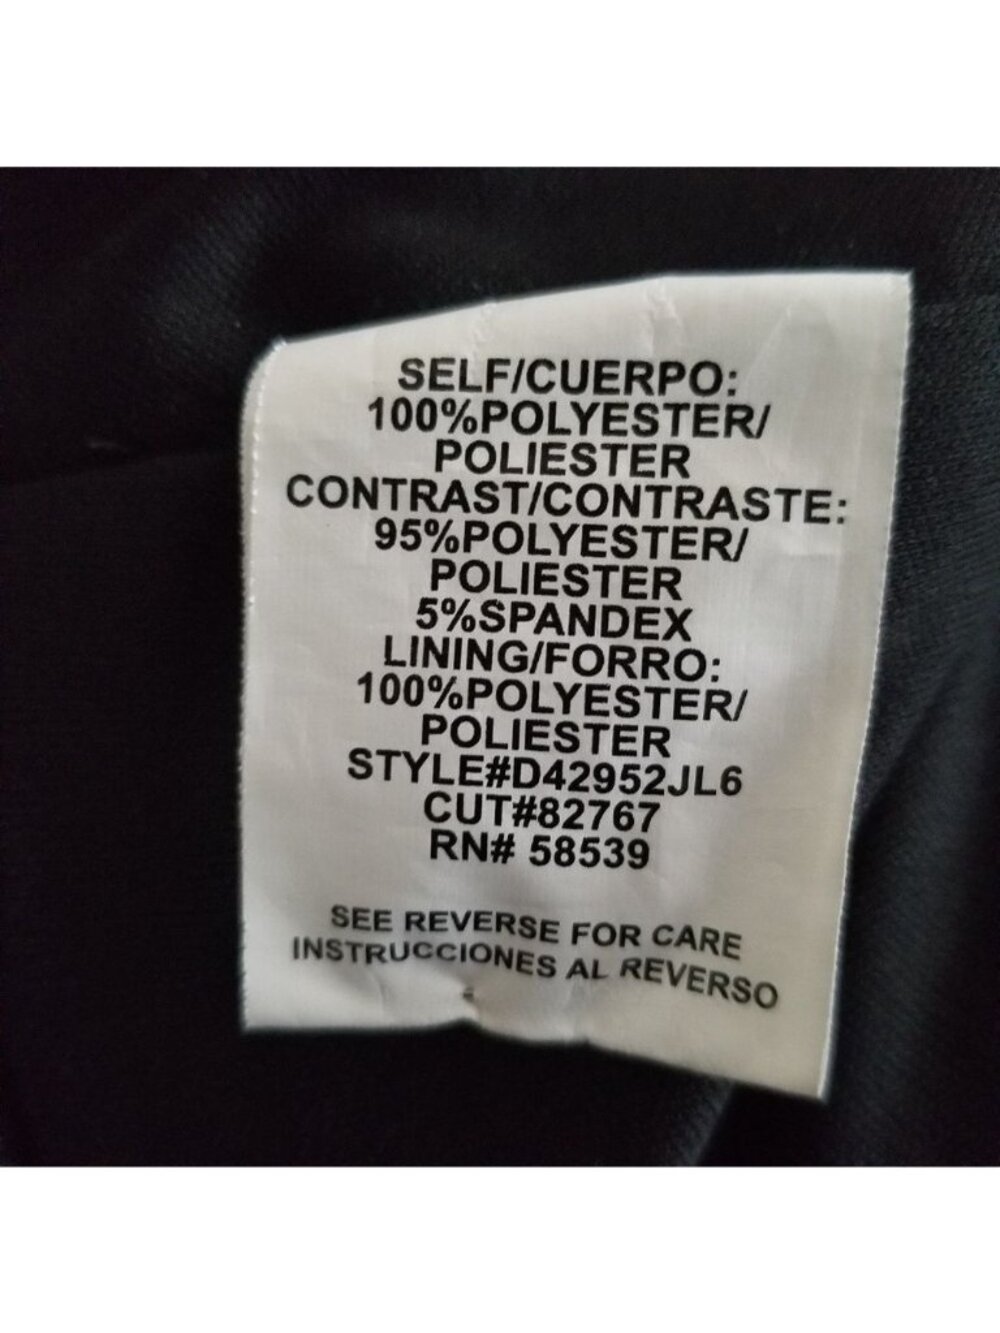 SELF/CUERPO:
100%POLYESTER/
POLIESTER
CONTRAST/CONTRASTE:
95%POLYESTER/
POLIESTER
5%SPANDEX
LINING/FORRO:
100%POLYESTER/
POLIESTER
STYLE#D42952JL6
CUT#82767
RN# 58539
SEE REVERSE FOR CARE
INSTRUCCIONES AL REVERSO